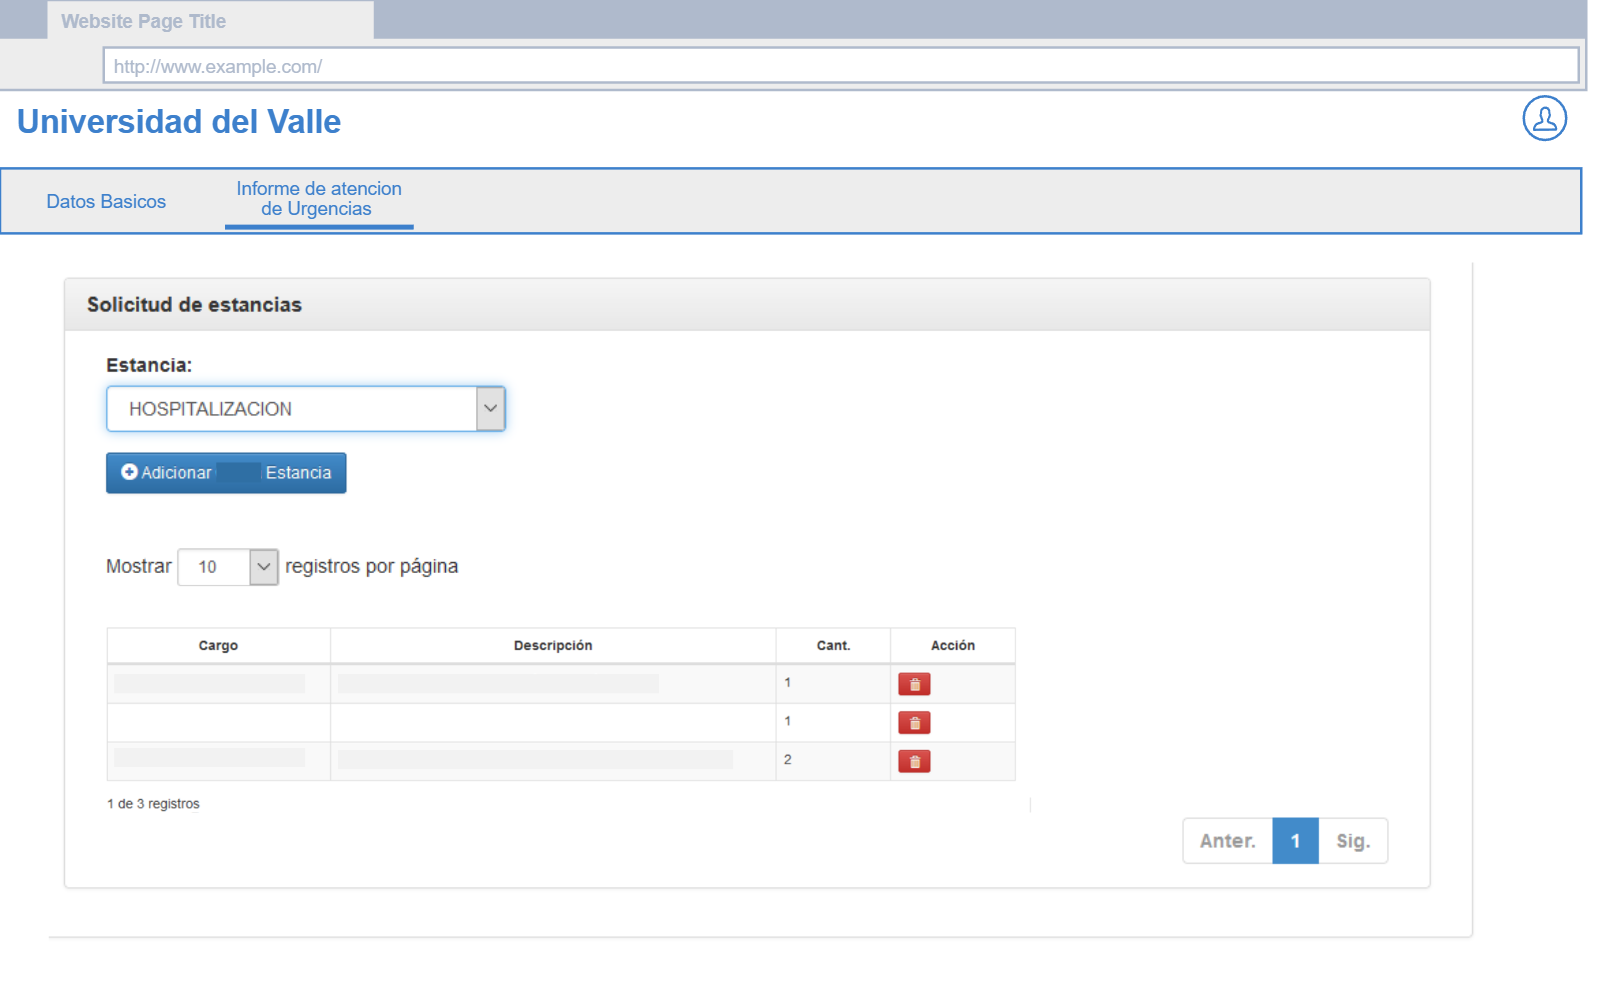 Website Page Title
http://www.example.com/
Universidad del Valle
Datos Basicos
Informe de atencion
de Urgencias
Solicitud de estancias
Estancia:
HOSPITALIZACION
Adicionar Estancia
Mostrar 10 registros por página
Cargo Descripción Cant. Acción
1
1
2
1 de 3 registros
Anter. 1 Sig.